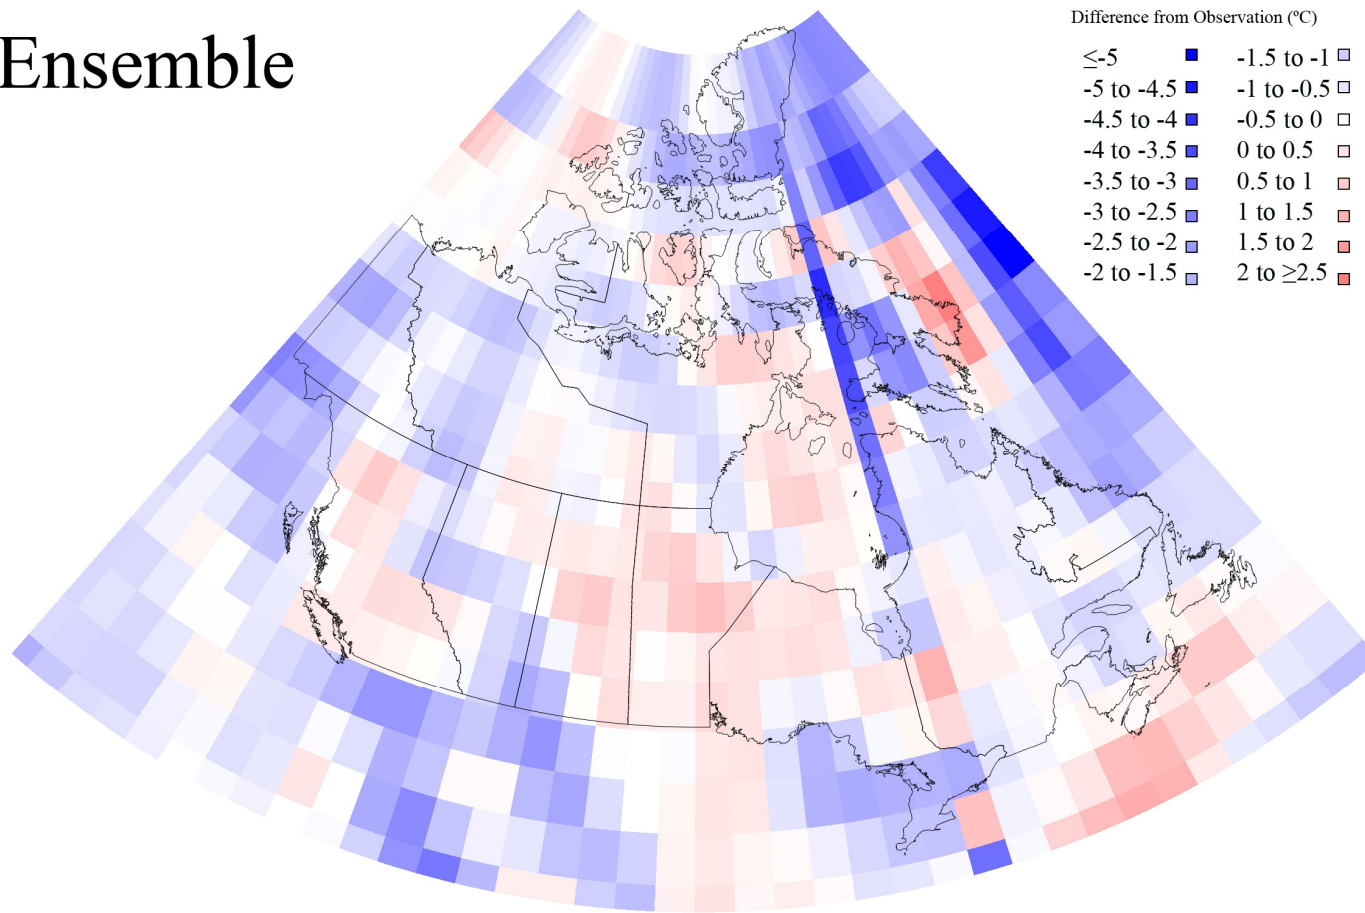 Ensemble
Difference from Observation (ºC)
≤-5
-5 to -4.5
-4.5 to -4
-4 to -3.5
-3.5 to -3
-3 to -2.5
-2.5 to -2
-2 to -1.5
-1.5 to -1
-1 to -0.5
-0.5 to 0
0 to 0.5
0.5 to 1
1 to 1.5
1.5 to 2
2 to ≥2.5